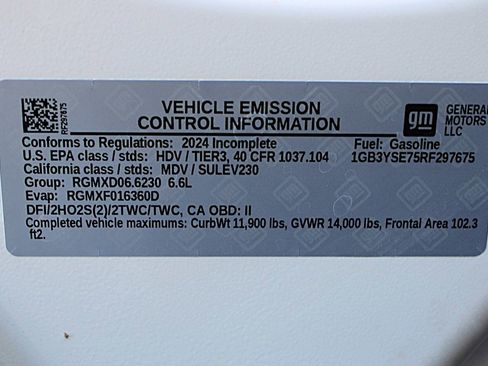 RF297675
VEHICLE EMISSION
CONTROL INFORMATION
gm
GENERAL
MOTORS
LLC
Conforms to Regulations: 2024 Incomplete Fuel: Gasoline
U.S. EPA class / stds: HDV / TIER3, 40 CFR 1037.104 1GB3YSE75RF297675
California class / stds: MDV / SULEV230
Group: RGMXD06.6230 6.6L
Evap: RGMXF016360D
DFI/2HO2S(2)/2TWC/TWC, CA OBD: II
Completed vehicle maximums: CurbWt 11,900 lbs, GVWR 14,000 lbs, Frontal Area 102.3
ft2.